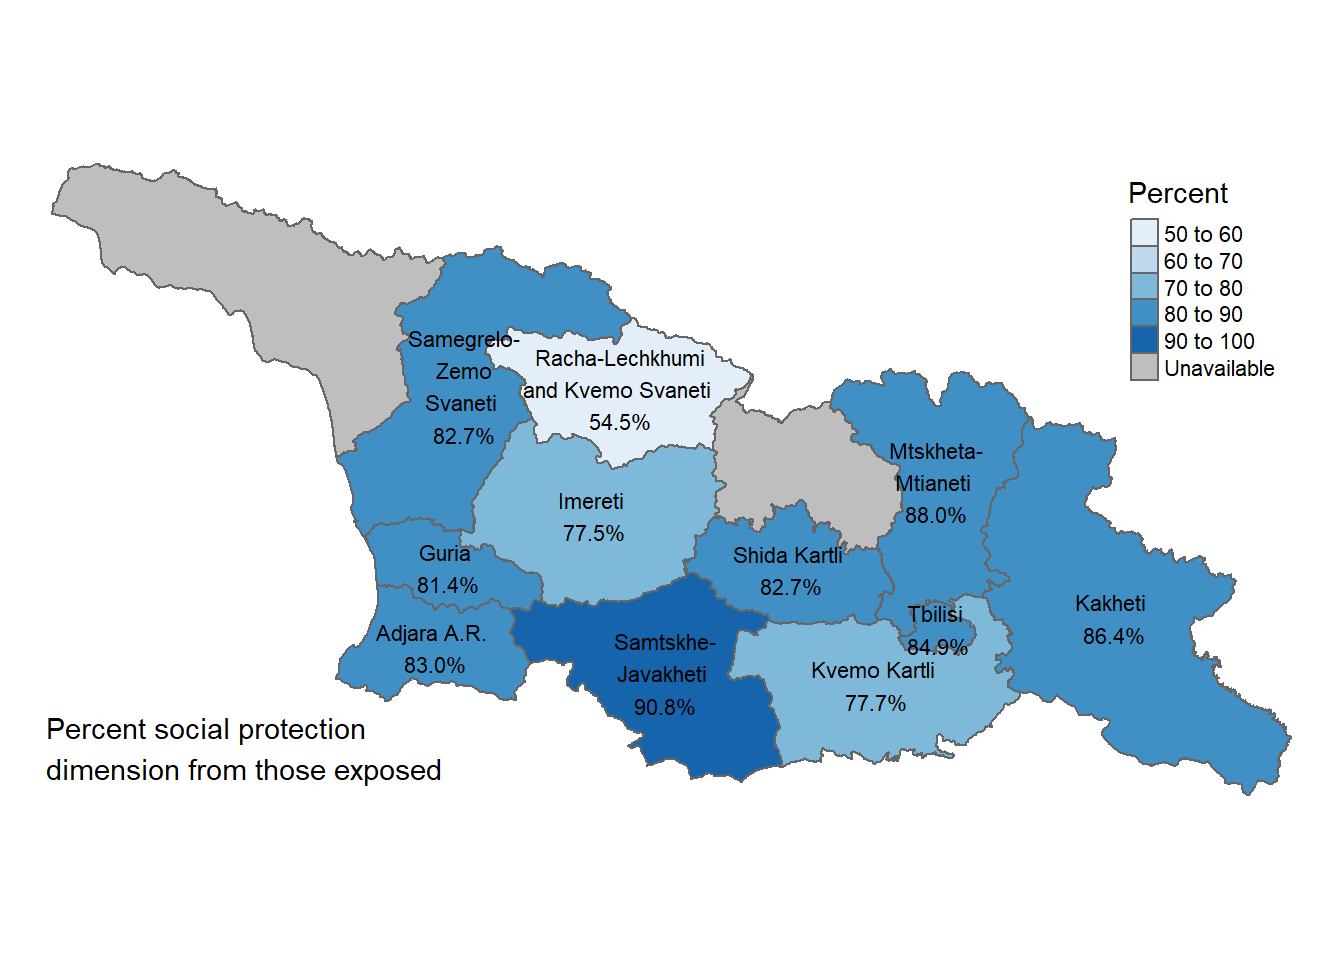 Percent
50 to 60
60 to 70
70 to 80
80 to 90
90 to 100
Unavailable
Samegrelo-
Zemo
Svaneti
82.7%
Racha-Lechkhumi
and Kvemo Svaneti
54.5%
Imereti
77.5%
Mtskheta-
Mtianeti
88.0%
Guria
81.4%
Shida Kartli
82.7%
Adjara A.R.
83.0%
Samtskhe-
Javakheti
90.8%
Tbilisi
84.9%
Kvemo Kartli
77.7%
Kakheti
86.4%
Percent social protection
dimension from those exposed